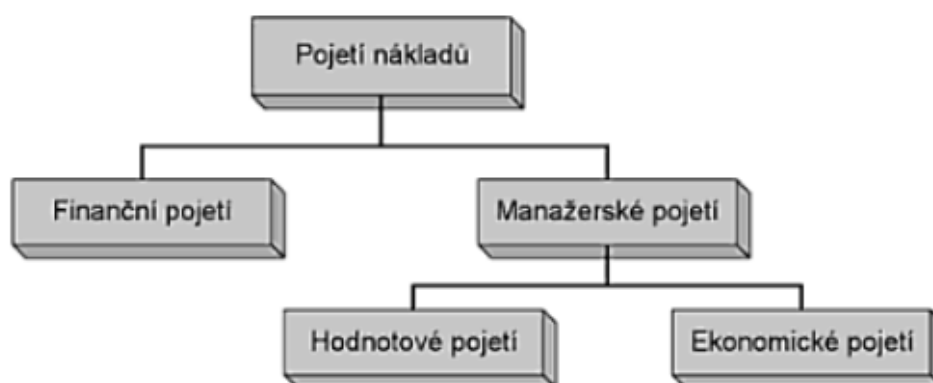 Pojetí nákladů
Finanční pojetí
Manažerské pojetí
Hodnotové pojetí
Ekonomické pojetí